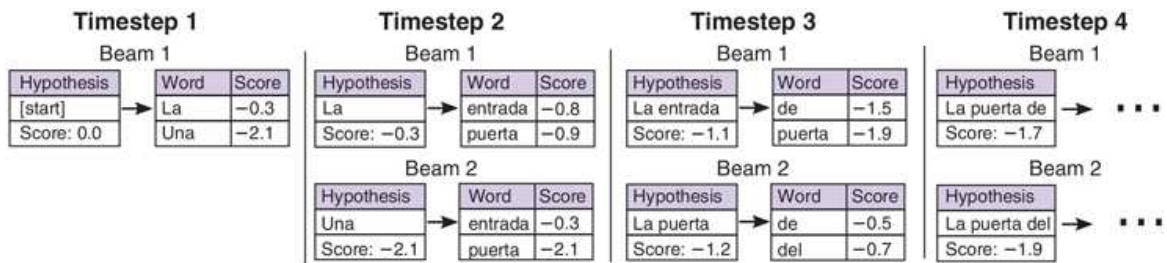 Timestep 1 Timestep 2 Timestep 3 Timestep 4
Beam 1 Beam 1 Beam 1 Beam 1
Hypothesis Word Score Hypothesis Word Score Hypothesis Word Score Hypothesis
[start] La −0.3 La entrada −0.8 La entrada de −1.5 La puerta de ...
Score: 0.0 Una −2.1 Score: −0.3 puerta −0.9 Score: −1.1 puerta −1.9 Score: −1.7
Beam 2 Beam 2 Beam 2
Hypothesis Word Score Hypothesis Word Score Hypothesis
Una entrada −0.3 La puerta de −0.5 La puerta del ...
Score: −2.1 puerta −2.1 Score: −1.2 del −0.7 Score: −1.9